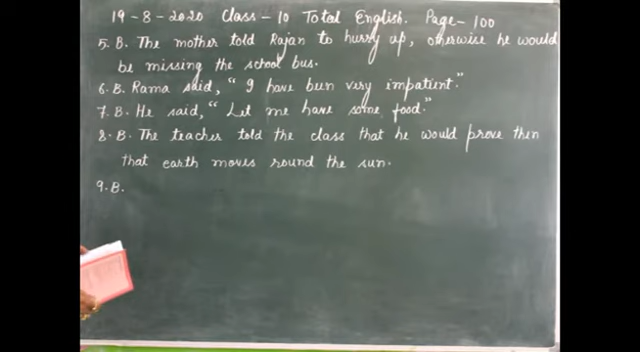 19-8-2020 Class-10 Total English. Page-100
5. B. The mother told Rajan to hurry up, otherwise he would
be missing the school bus.
6. B. Rama said, "I have been very impatient."
7. B. He said, "Let me have some food."
8. B. The teacher told the class that he would prove then
that earth moves round the sun.
9. B.